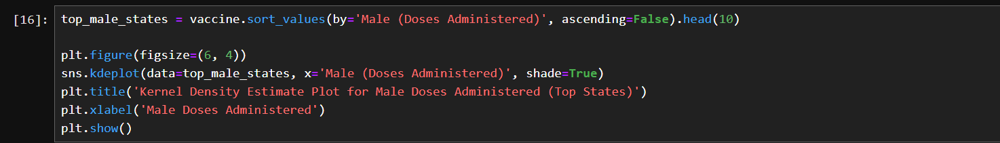 [16]: top_male_states = vaccine.sort_values(by='Male (Doses Administered)', ascending=False).head(10)
plt.figure(figsize=(6, 4))
sns.kdeplot(data=top_male_states, x='Male (Doses Administered)', shade=True)
plt.title('Kernel Density Estimate Plot for Male Doses Administered (Top States)')
plt.xlabel('Male Doses Administered')
plt.show()